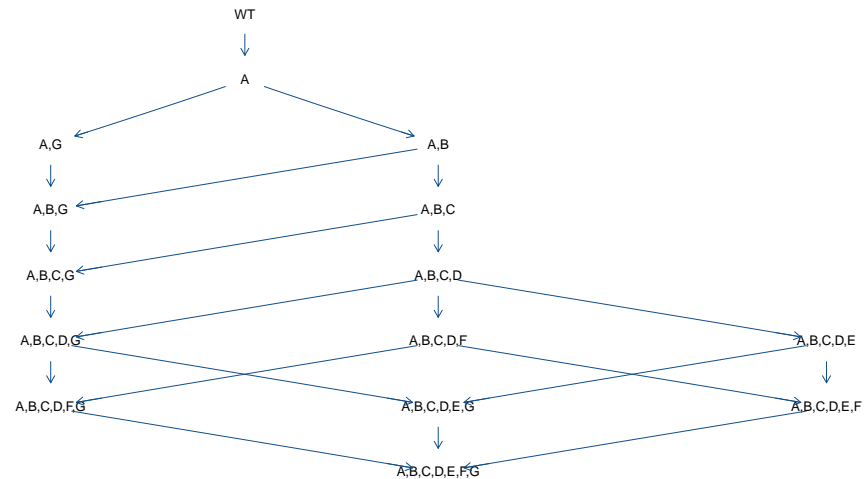 WT
A
A,G
A,B
A,B,G
A,B,C
A,B,C,G
A,B,C,D
A,B,C,D,G
A,B,C,D,F
A,B,C,D,E
A,B,C,D,F,G
A,B,C,D,E,G
A,B,C,D,E,F
A,B,C,D,E,F,G